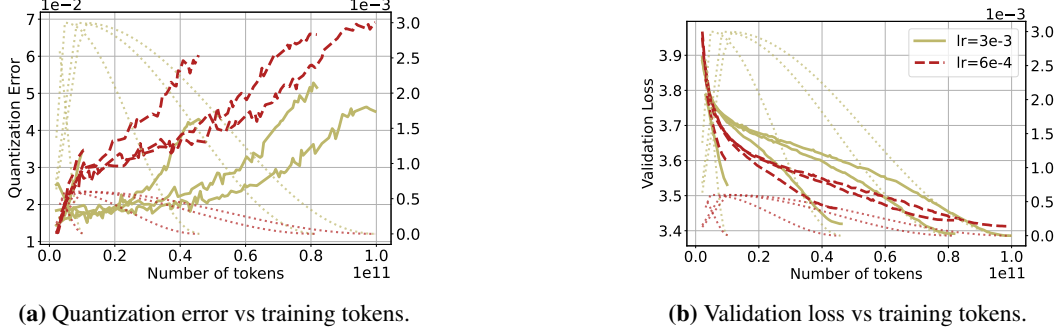 1e−2
1e−3
7
6
5
4
3
2
1
Quantization Error
3.0
2.5
2.0
1.5
1.0
0.5
0.0
0.0 0.2 0.4 0.6 0.8 1.0
Number of tokens 1e11
(a) Quantization error vs training tokens.
1e−3
3.9
3.8
3.7
3.6
3.5
3.4
Validation Loss
lr=3e-3
lr=6e-4
3.0
2.5
2.0
1.5
1.0
0.5
0.0
0.0 0.2 0.4 0.6 0.8 1.0
Number of tokens 1e11
(b) Validation loss vs training tokens.